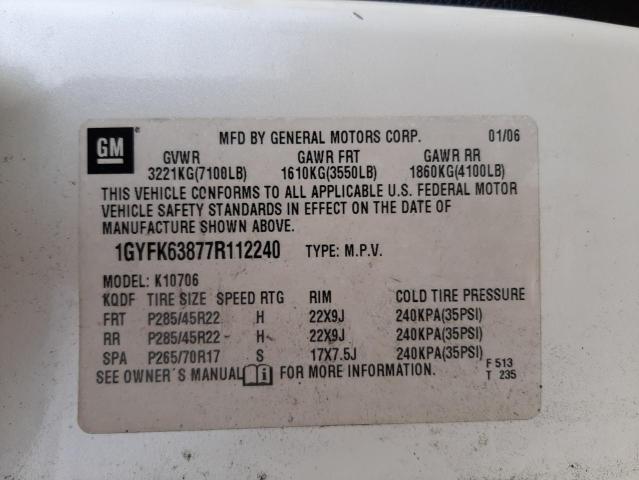 GM ® MFD BY GENERAL MOTORS CORP. 01/06
GVWR GAWR FRT GAWR RR
3221KG(7100LB) 1610KG(3550LB) 1860KG(4100LB)
THIS VEHICLE CONFORMS TO ALL APPLICABLE U.S. FEDERAL MOTOR
VEHICLE SAFETY STANDARDS IN EFFECT ON THE DATE OF
MANUFACTURE SHOWN ABOVE.
1GYFK63877R112240 TYPE: M.P.V.
MODEL: K10706
KQDF TIRE SIZE SPEED RTG RIM COLD TIRE PRESSURE
FRT P285/45R22 H 22X9J 240KPA(35PSI)
RR P285/45R22 H 22X9J 240KPA(35PSI)
SPA P265/70R17 S 17X7.5J 240KPA(35PSI)
SEE OWNER'S MANUAL i FOR MORE INFORMATION.
F 513
T 235